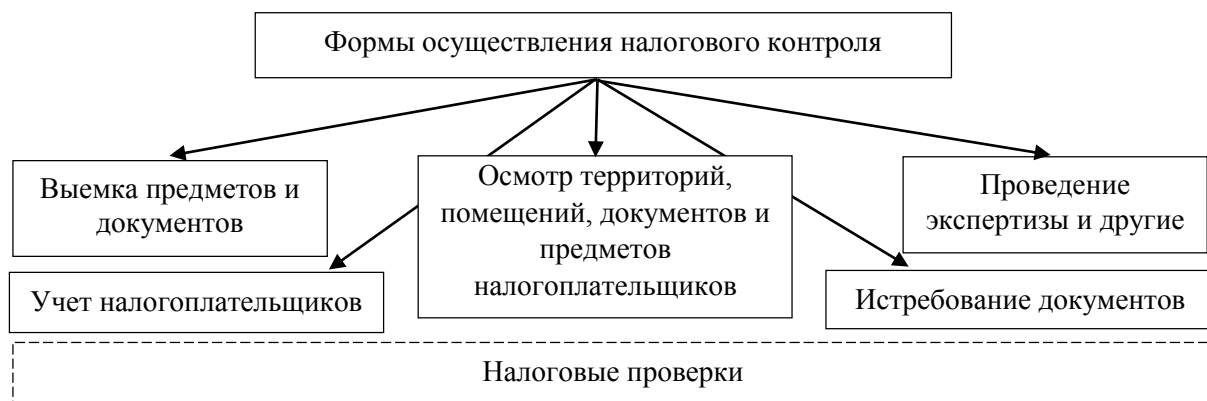 Формы осуществления налогового контроля
Выемка предметов и
документов
Осмотр территорий,
помещений, документов и
предметов
налогоплательщиков
Проведение
экспертизы и другие
Учет налогоплательщиков
Истребование документов
Налоговые проверки